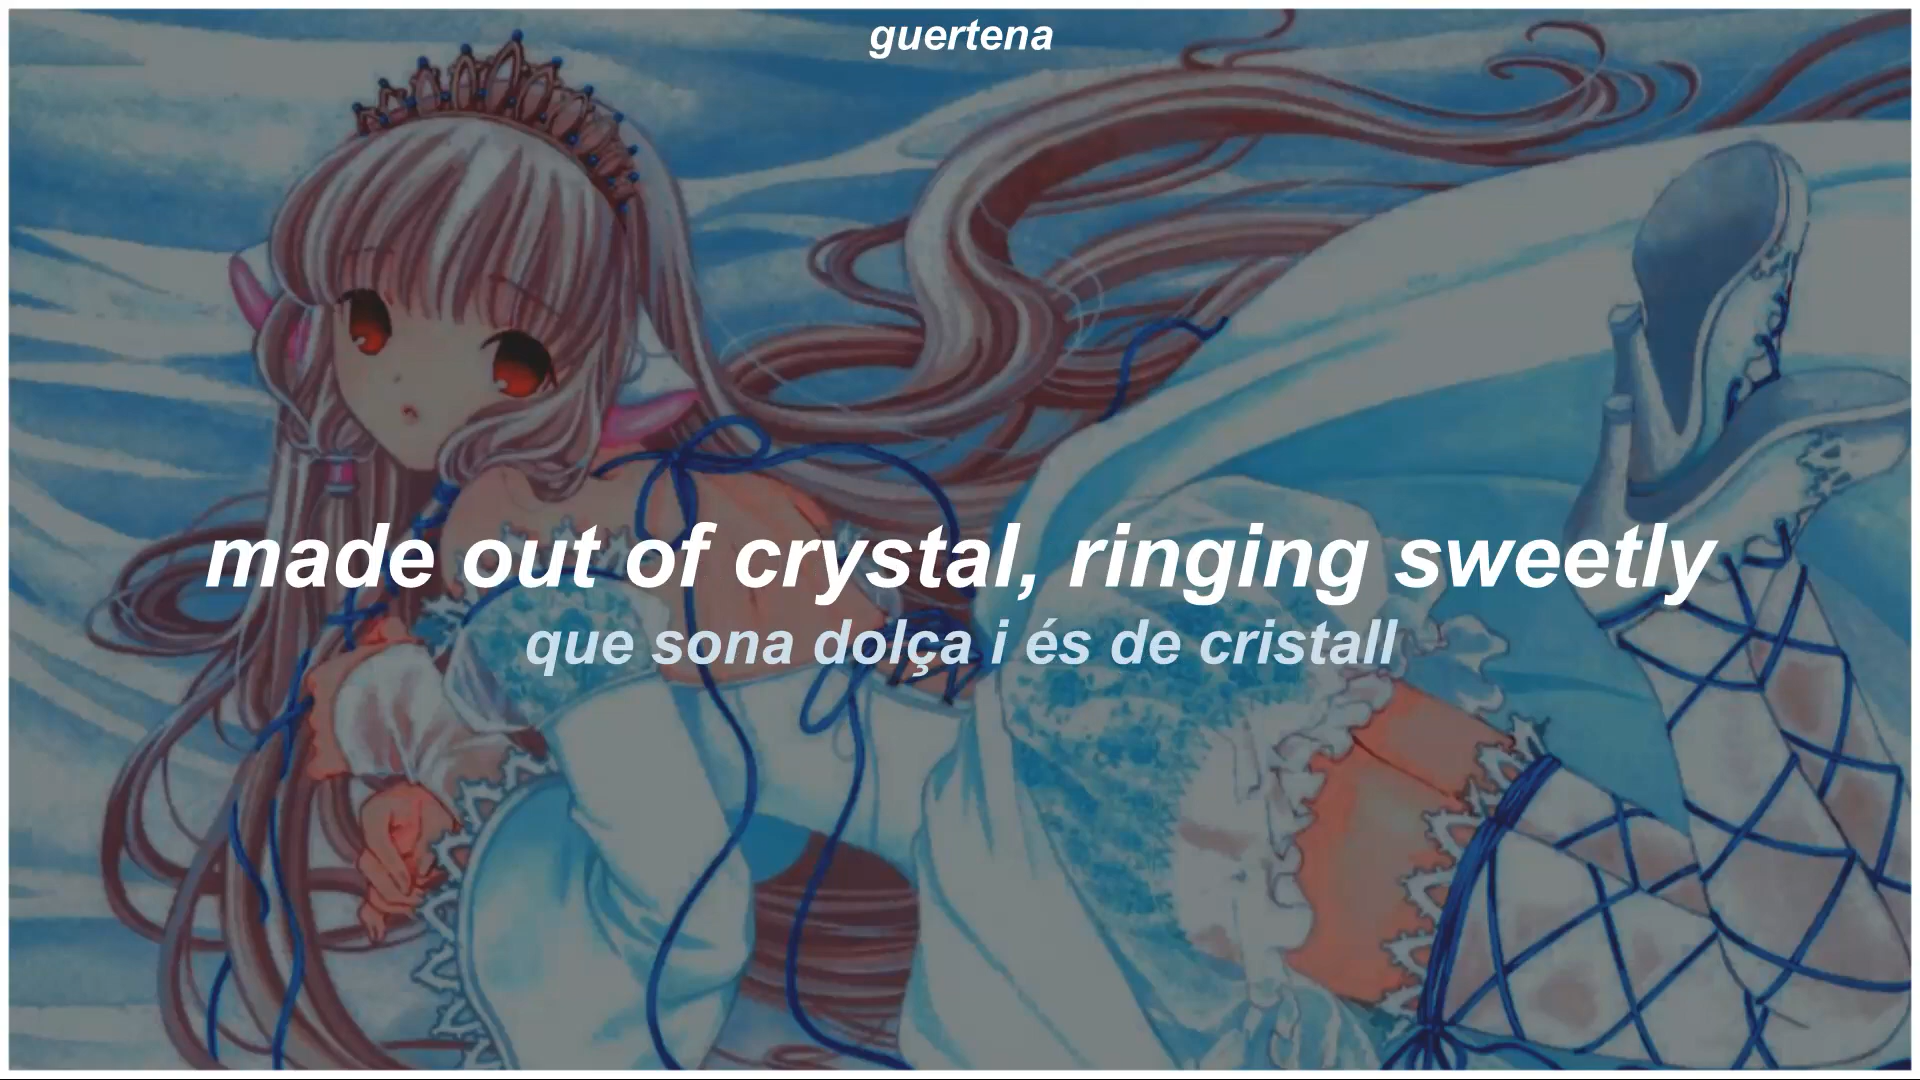 guertena
made out of crystal, ringing sweetly
que sona dolça i és de cristall